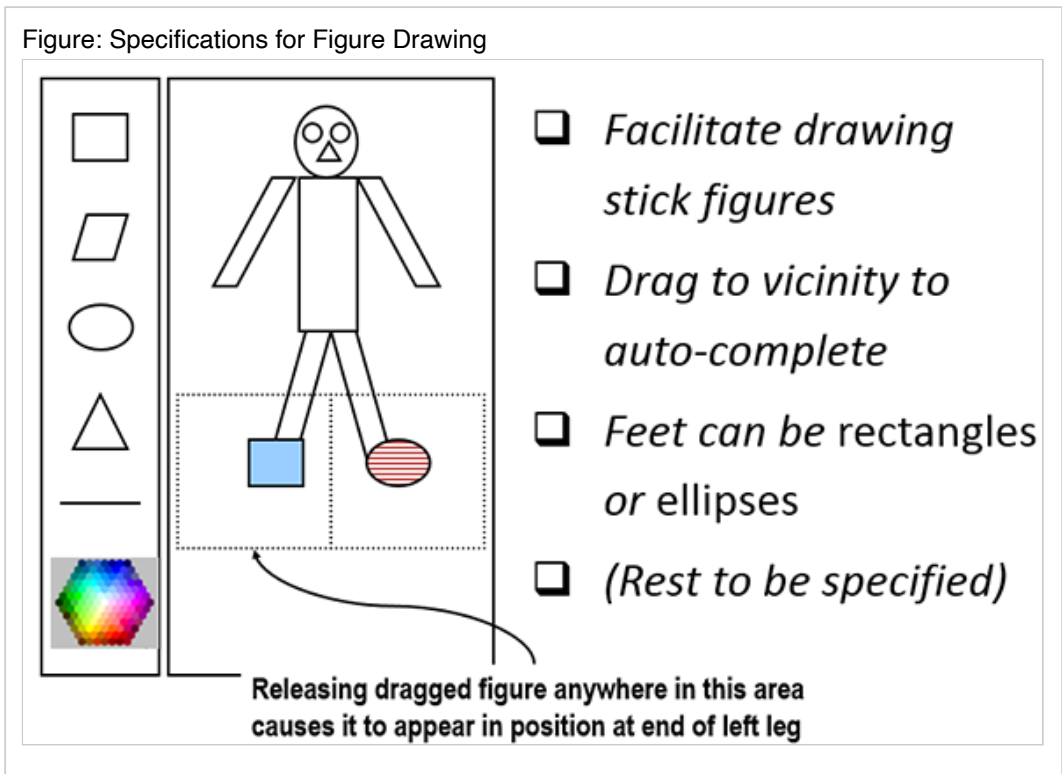 Figure: Specifications for Figure Drawing
Facilitate drawing
stick figures
Drag to vicinity to
auto-complete
Feet can be rectangles
or ellipses
(Rest to be specified)
Releasing dragged figure anywhere in this area
causes it to appear in position at end of left leg